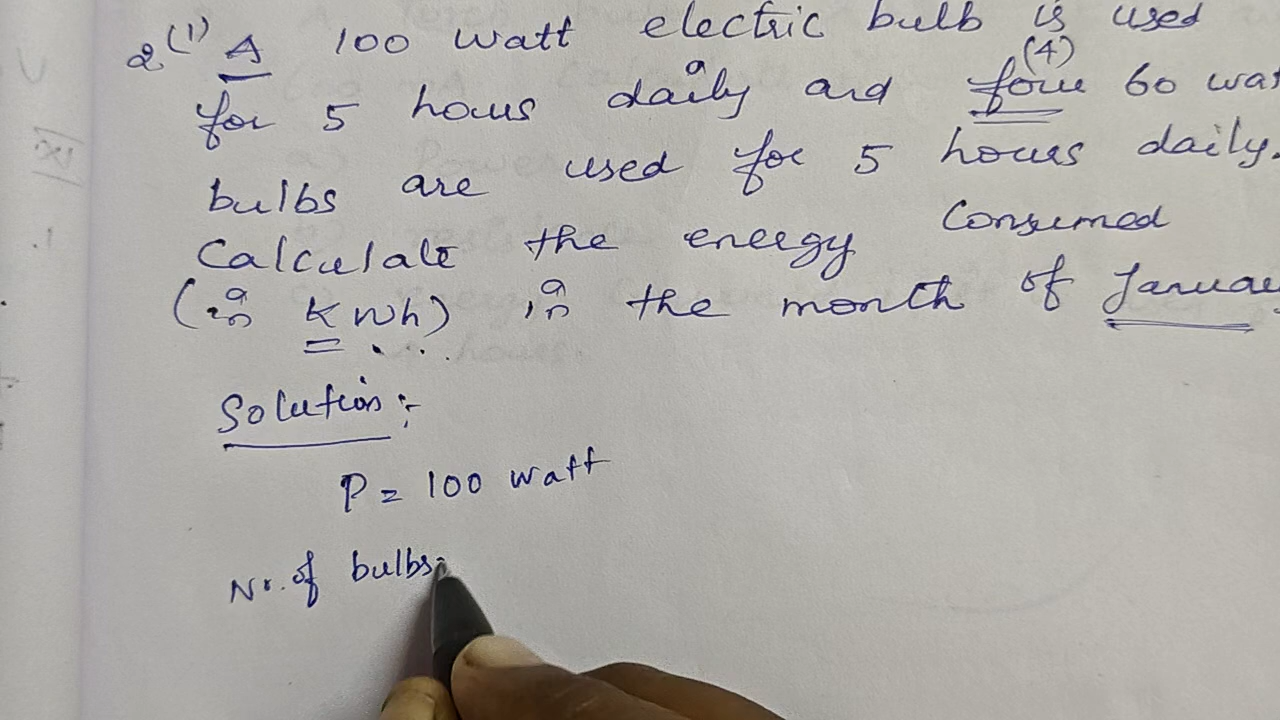 2 (1) A 100 watt electric bulb is used
for 5 hours daily and four (4) 60 wat
bulbs are used for 5 hours daily.
Calculate the energy consumed
(in kWh) in the month of Januar
Solution :-
P = 100 watt
No. of bulbs